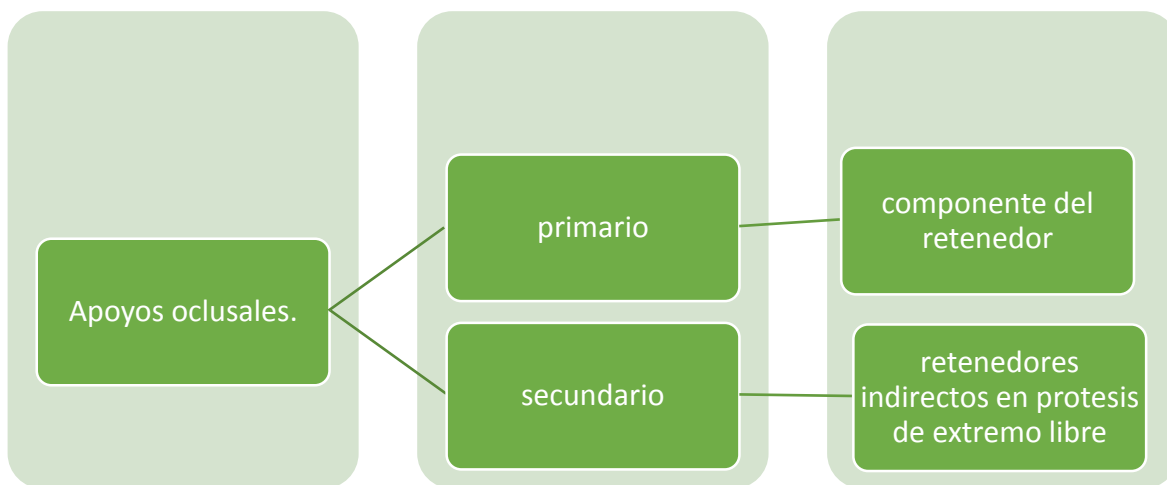 Apoyos oclusales.
primario
secundario
componente del
retenedor
retenedores
indirectos en protesis
de extremo libre